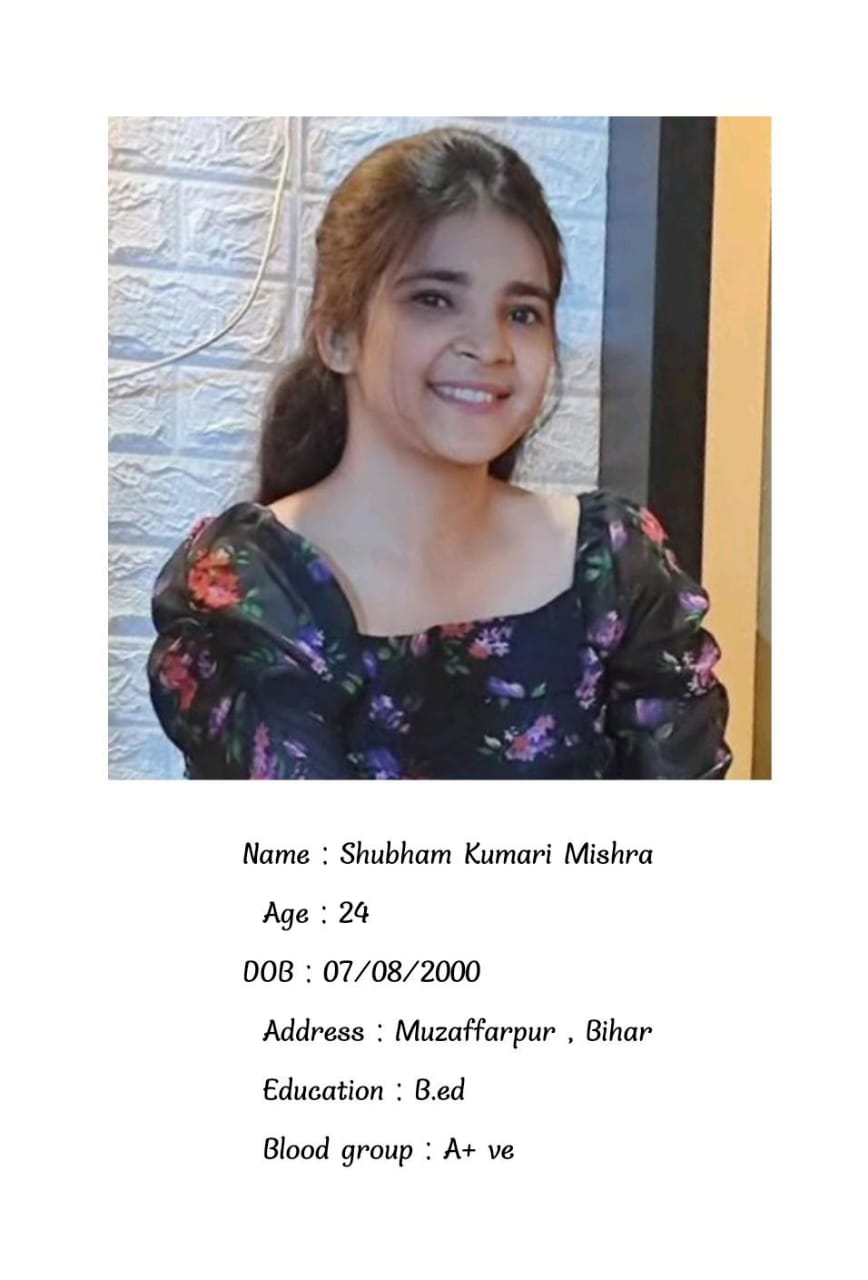 Name : Shubham Kumari Mishra
Age : 24
DOB : 07/08/2000
Address : Muzaffarpur , Bihar
Education : B.ed
Blood group : A+ ve